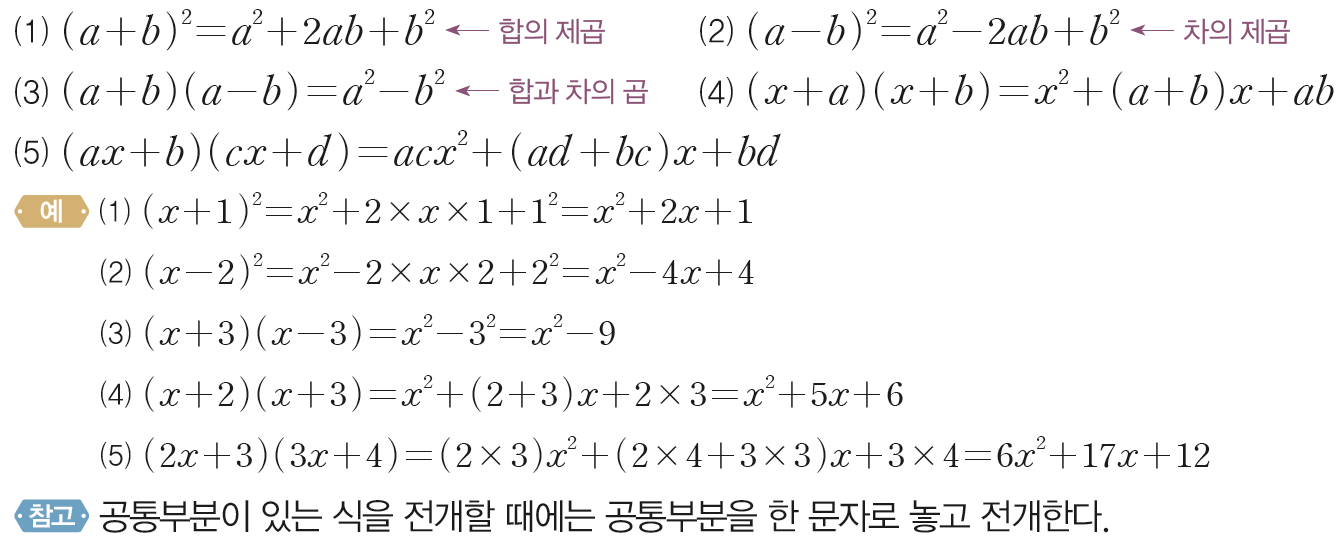 (1) (a+b)²=a²+2ab+b² ← 합의 제곱 (2) (a−b)²=a²−2ab+b² ← 차의 제곱
(3) (a+b)(a−b)=a²−b² ← 합과 차의 곱 (4) (x+a)(x+b)=x²+(a+b)x+ab
(5) (ax+b)(cx+d)=acx²+(ad+bc)x+bd
예 (1) (x+1)²=x²+2×x×1+1²=x²+2x+1
(2) (x−2)²=x²−2×x×2+2²=x²−4x+4
(3) (x+3)(x−3)=x²−3²=x²−9
(4) (x+2)(x+3)=x²+(2+3)x+2×3=x²+5x+6
(5) (2x+3)(3x+4)=(2×3)x²+(2×4+3×3)x+3×4=6x²+17x+12
참고 공통부분이 있는 식을 전개할 때에는 공통부분을 한 문자로 놓고 전개한다.